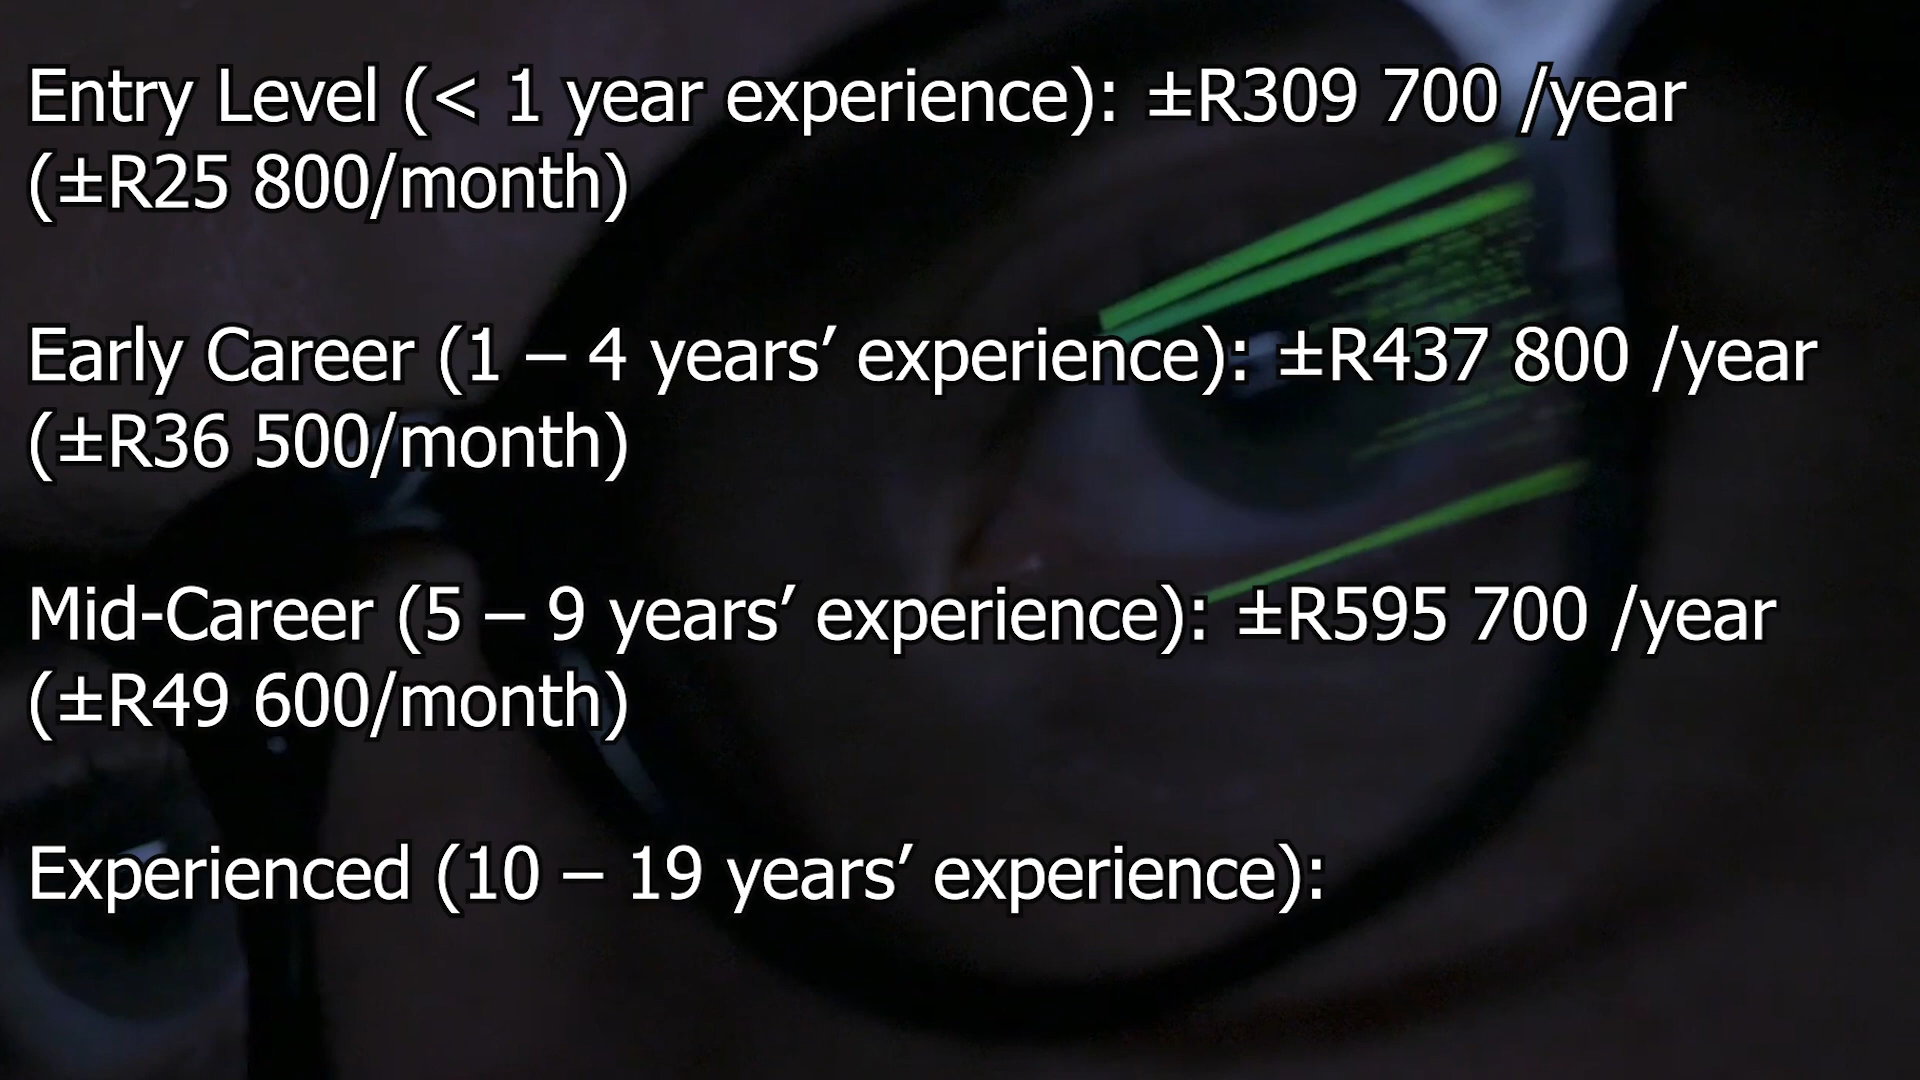 Entry Level (< 1 year experience): ±R309 700 /year
(±R25 800/month)
Early Career (1 – 4 years’ experience): ±R437 800 /year
(±R36 500/month)
Mid-Career (5 – 9 years’ experience): ±R595 700 /year
(±R49 600/month)
Experienced (10 – 19 years’ experience):